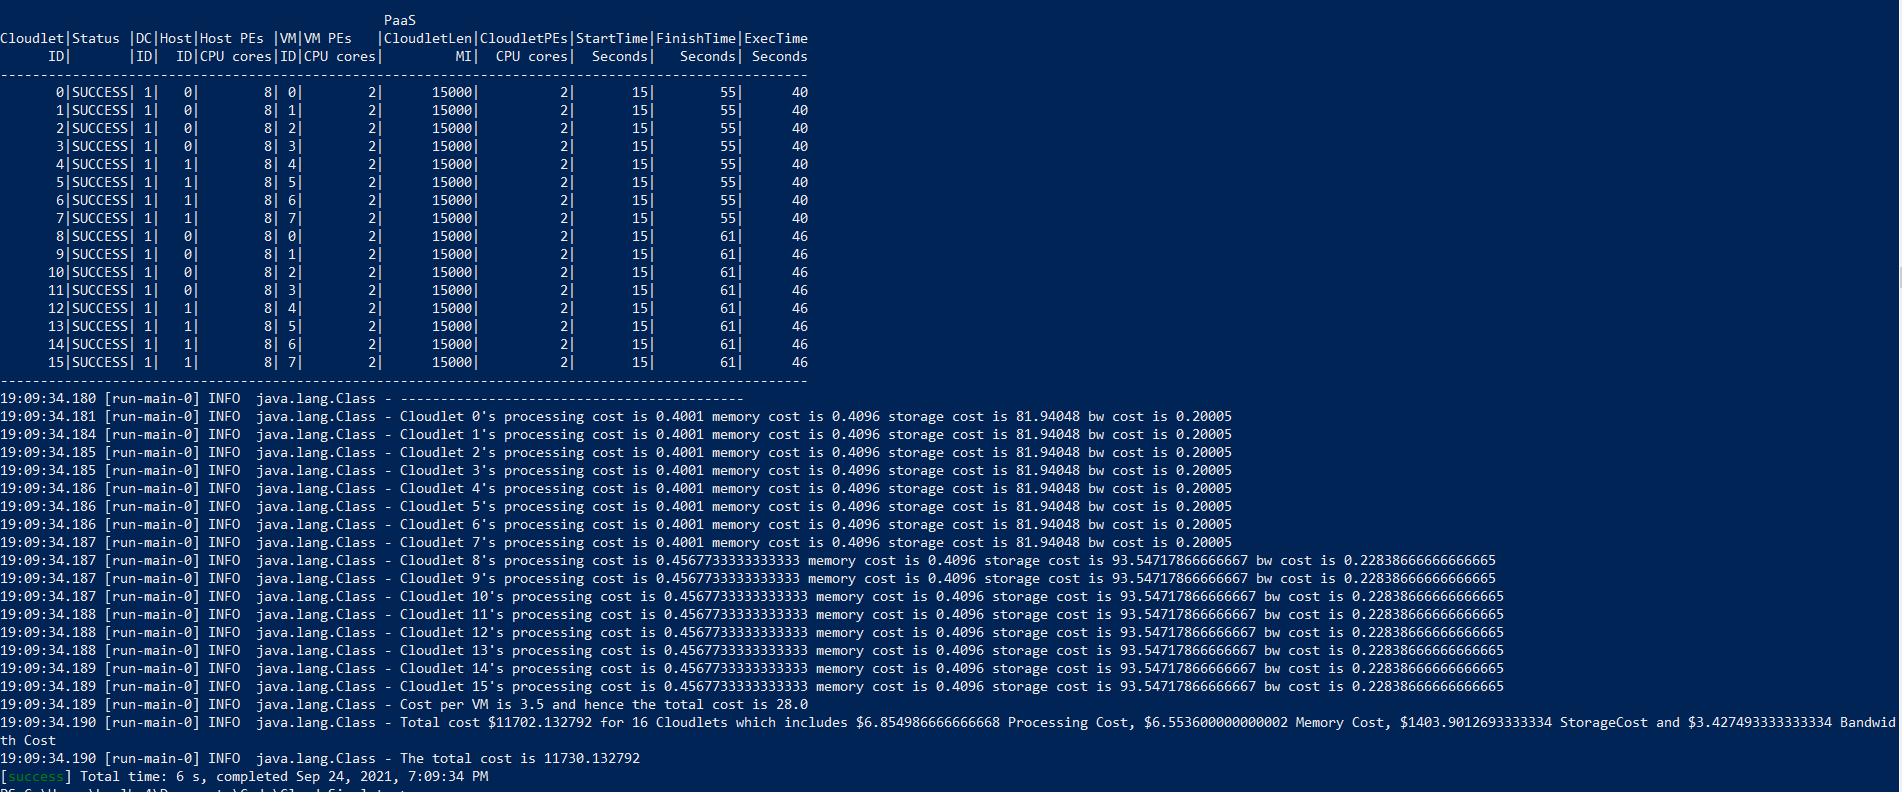 PaaS
Cloudlet|Status |DC|Host|Host PEs |VM|VM PEs   |CloudletLen|CloudletPEs|StartTime|FinishTime|ExecTime
      ID|       |ID|  ID|CPU cores|ID|CPU cores|         MI|  CPU cores|  Seconds|   Seconds| Seconds
-----------------------------------------------------------------------------------------------------
       0|SUCCESS| 1|   0|        8| 0|        2|      15000|          2|       15|        55|      40
       1|SUCCESS| 1|   0|        8| 1|        2|      15000|          2|       15|        55|      40
       2|SUCCESS| 1|   0|        8| 2|        2|      15000|          2|       15|        55|      40
       3|SUCCESS| 1|   0|        8| 3|        2|      15000|          2|       15|        55|      40
       4|SUCCESS| 1|   1|        8| 4|        2|      15000|          2|       15|        55|      40
       5|SUCCESS| 1|   1|        8| 5|        2|      15000|          2|       15|        55|      40
       6|SUCCESS| 1|   1|        8| 6|        2|      15000|          2|       15|        55|      40
       7|SUCCESS| 1|   1|        8| 7|        2|      15000|          2|       15|        55|      40
       8|SUCCESS| 1|   0|        8| 0|        2|      15000|          2|       15|        61|      46
       9|SUCCESS| 1|   0|        8| 1|        2|      15000|          2|       15|        61|      46
      10|SUCCESS| 1|   0|        8| 2|        2|      15000|          2|       15|        61|      46
      11|SUCCESS| 1|   0|        8| 3|        2|      15000|          2|       15|        61|      46
      12|SUCCESS| 1|   1|        8| 4|        2|      15000|          2|       15|        61|      46
      13|SUCCESS| 1|   1|        8| 5|        2|      15000|          2|       15|        61|      46
      14|SUCCESS| 1|   1|        8| 6|        2|      15000|          2|       15|        61|      46
      15|SUCCESS| 1|   1|        8| 7|        2|      15000|          2|       15|        61|      46
-----------------------------------------------------------------------------------------------------
19:09:34.180 [run-main-0] INFO  java.lang.Class - -------------------------------------------
19:09:34.181 [run-main-0] INFO  java.lang.Class - Cloudlet 0's processing cost is 0.4001 memory cost is 0.4096 storage cost is 81.94048 bw cost is 0.20005
19:09:34.184 [run-main-0] INFO  java.lang.Class - Cloudlet 1's processing cost is 0.4001 memory cost is 0.4096 storage cost is 81.94048 bw cost is 0.20005
19:09:34.185 [run-main-0] INFO  java.lang.Class - Cloudlet 2's processing cost is 0.4001 memory cost is 0.4096 storage cost is 81.94048 bw cost is 0.20005
19:09:34.185 [run-main-0] INFO  java.lang.Class - Cloudlet 3's processing cost is 0.4001 memory cost is 0.4096 storage cost is 81.94048 bw cost is 0.20005
19:09:34.186 [run-main-0] INFO  java.lang.Class - Cloudlet 4's processing cost is 0.4001 memory cost is 0.4096 storage cost is 81.94048 bw cost is 0.20005
19:09:34.186 [run-main-0] INFO  java.lang.Class - Cloudlet 5's processing cost is 0.4001 memory cost is 0.4096 storage cost is 81.94048 bw cost is 0.20005
19:09:34.186 [run-main-0] INFO  java.lang.Class - Cloudlet 6's processing cost is 0.4001 memory cost is 0.4096 storage cost is 81.94048 bw cost is 0.20005
19:09:34.187 [run-main-0] INFO  java.lang.Class - Cloudlet 7's processing cost is 0.4001 memory cost is 0.4096 storage cost is 81.94048 bw cost is 0.20005
19:09:34.187 [run-main-0] INFO  java.lang.Class - Cloudlet 8's processing cost is 0.4567733333333333 memory cost is 0.4096 storage cost is 93.54717866666667 bw cost is 0.22838666666666665
19:09:34.187 [run-main-0] INFO  java.lang.Class - Cloudlet 9's processing cost is 0.4567733333333333 memory cost is 0.4096 storage cost is 93.54717866666667 bw cost is 0.22838666666666665
19:09:34.187 [run-main-0] INFO  java.lang.Class - Cloudlet 10's processing cost is 0.4567733333333333 memory cost is 0.4096 storage cost is 93.54717866666667 bw cost is 0.22838666666666665
19:09:34.188 [run-main-0] INFO  java.lang.Class - Cloudlet 11's processing cost is 0.4567733333333333 memory cost is 0.4096 storage cost is 93.54717866666667 bw cost is 0.22838666666666665
19:09:34.188 [run-main-0] INFO  java.lang.Class - Cloudlet 12's processing cost is 0.4567733333333333 memory cost is 0.4096 storage cost is 93.54717866666667 bw cost is 0.22838666666666665
19:09:34.188 [run-main-0] INFO  java.lang.Class - Cloudlet 13's processing cost is 0.4567733333333333 memory cost is 0.4096 storage cost is 93.54717866666667 bw cost is 0.22838666666666665
19:09:34.189 [run-main-0] INFO  java.lang.Class - Cloudlet 14's processing cost is 0.4567733333333333 memory cost is 0.4096 storage cost is 93.54717866666667 bw cost is 0.22838666666666665
19:09:34.189 [run-main-0] INFO  java.lang.Class - Cloudlet 15's processing cost is 0.4567733333333333 memory cost is 0.4096 storage cost is 93.54717866666667 bw cost is 0.22838666666666665
19:09:34.189 [run-main-0] INFO  java.lang.Class - Cost per VM is 3.5 and hence the total cost is 28.0
19:09:34.190 [run-main-0] INFO  java.lang.Class - Total cost $11702.132792 for 16 Cloudlets which includes $6.854986666666668 Processing Cost, $6.553600000000002 Memory Cost, $1403.9012693333334 StorageCost and $3.427493333333334 Bandwid
th Cost
19:09:34.190 [run-main-0] INFO  java.lang.Class - The total cost is 11730.132792
[success] Total time: 6 s, completed Sep 24, 2021, 7:09:34 PM